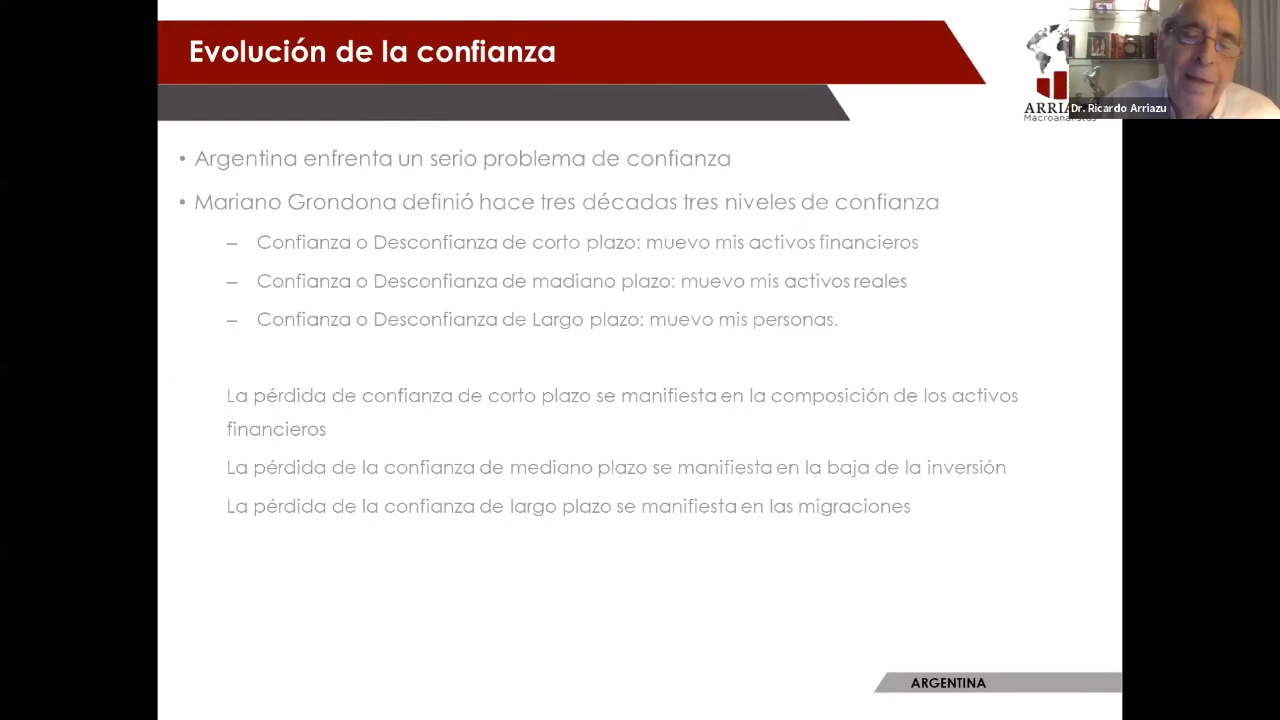 Evolución de la confianza
ARRIA
Macroanalistas
Dr. Ricardo Arriazu
• Argentina enfrenta un serio problema de confianza
• Mariano Grondona definió hace tres décadas tres niveles de confianza
– Confianza o Desconfianza de corto plazo: muevo mis activos financieros
– Confianza o Desconfianza de madiano plazo: muevo mis activos reales
– Confianza o Desconfianza de Largo plazo: muevo mis personas.
La pérdida de confianza de corto plazo se manifiesta en la composición de los activos
financieros
La pérdida de la confianza de mediano plazo se manifiesta en la baja de la inversión
La pérdida de la confianza de largo plazo se manifiesta en las migraciones
ARGENTINA